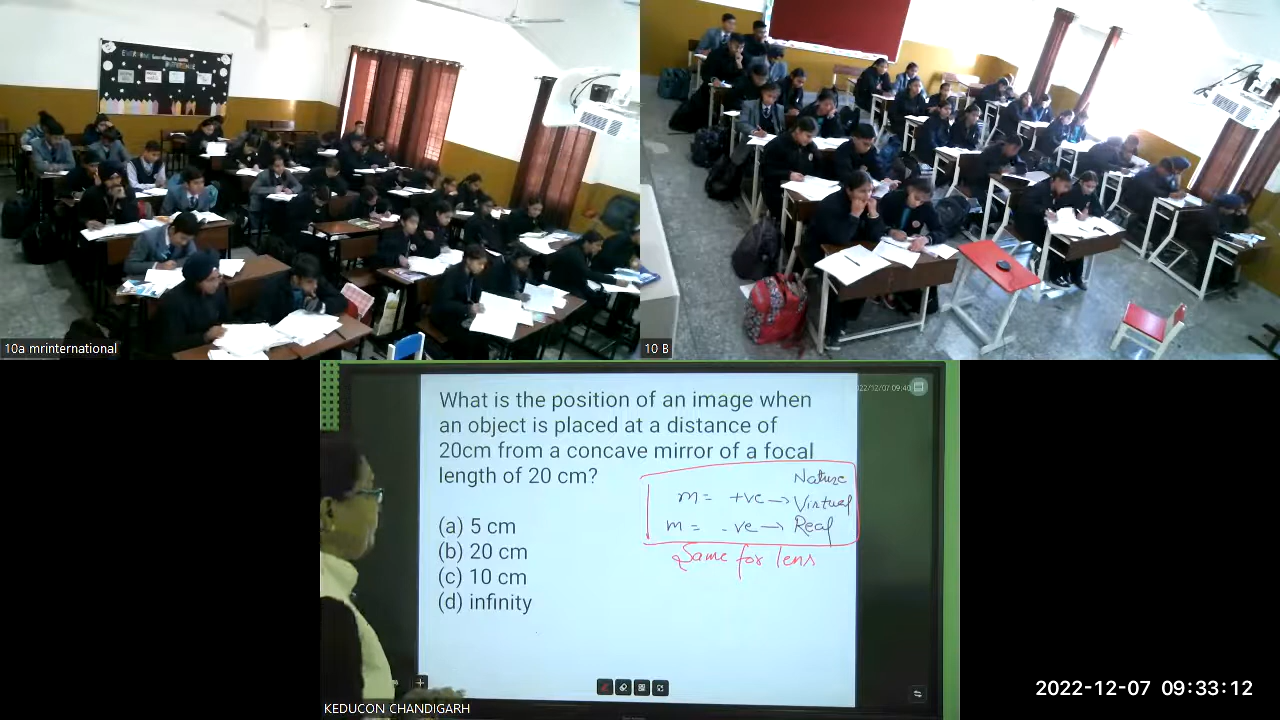 EVERYONE
10a mrinternational
10 B
2022/12/07 09:40
What is the position of an image when
an object is placed at a distance of
20cm from a concave mirror of a focal
length of 20 cm?
Nature
m = +ve → Virtual
m = -ve → Real
Same for lens
(a) 5 cm
(b) 20 cm
(c) 10 cm
(d) infinity
KEDUCON CHANDIGARH
2022-12-07 09:33:12